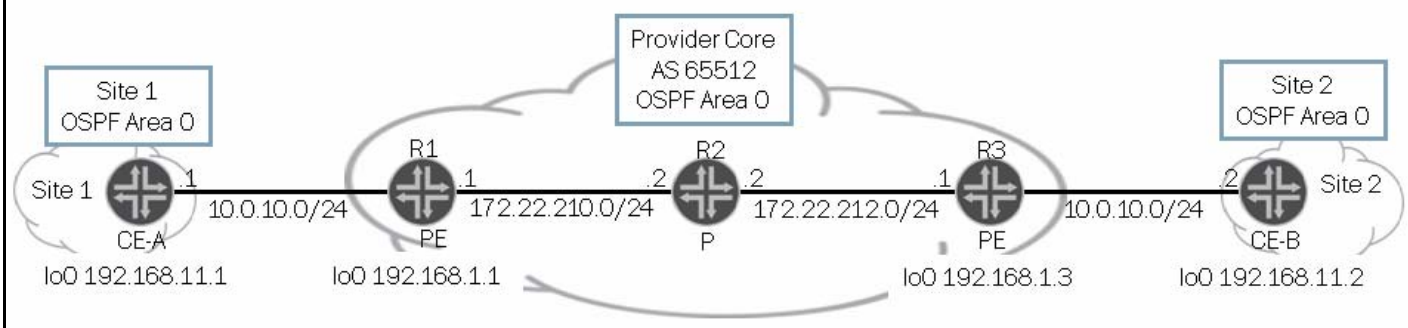 Provider Core
AS 65512
OSPF Area 0
Site 1
OSPF Area 0
Site 2
OSPF Area 0
R1
R2
R3
Site 1
.1
.1
.2
.2
.1
.2
Site 2
10.0.10.0/24
172.22.210.0/24
172.22.212.0/24
10.0.10.0/24
CE-A
PE
P
PE
CE-B
lo0 192.168.11.1
lo0 192.168.1.1
lo0 192.168.1.3
lo0 192.168.11.2